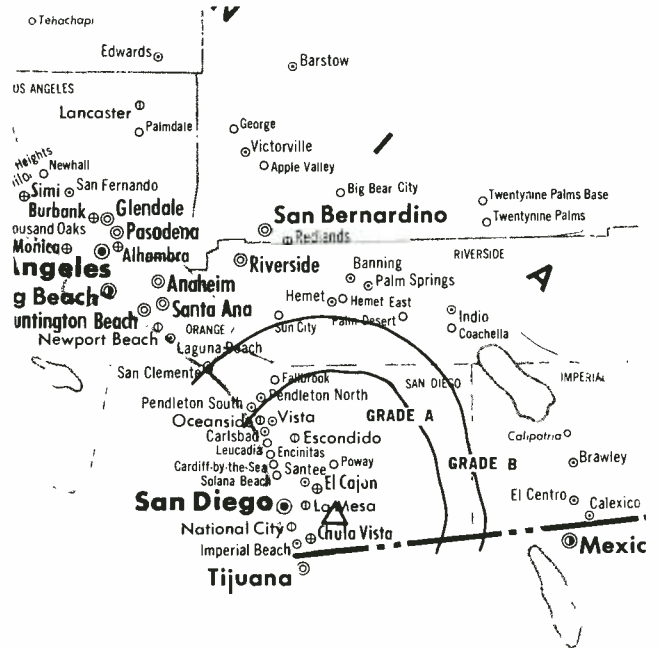 Tehachapi
Edwards
Barstow
OS ANGELES
Lancaster
Palmdale
George
Victorville
Apple Valley
Heights
Newhall
Simi
San Fernando
Big Bear City
Twentynine Palms Base
Burbank
Glendale
Twentynine Palms
San Bernardino
ousand Oaks
Pasadena
Redlands
Monica
Alhambra
RIVERSIDE
Angeles
Riverside
Banning
Palm Springs
A
Anaheim
g Beach
Hemet
Hemet East
Santa Ana
Indio
untington Beach
Sun City
Palm Desert
ORANGE
Coachella
Newport Beach
Laguna Beach
San Clemente
Fallbrook
SAN DIEGO
IMPERIAL
Pendleton North
Pendleton South
GRADE A
Oceanside
Vista
Carlsbad
Escondido
Calipatria
Leucadia
Encinitas
Cardiff-by-the-Sea
Santee
Poway
GRADE B
Brawley
Solana Beach
El Cajon
San Diego
La Mesa
El Centro
Calexico
National City
Chula Vista
Imperial Beach
Mexic
Tijuana